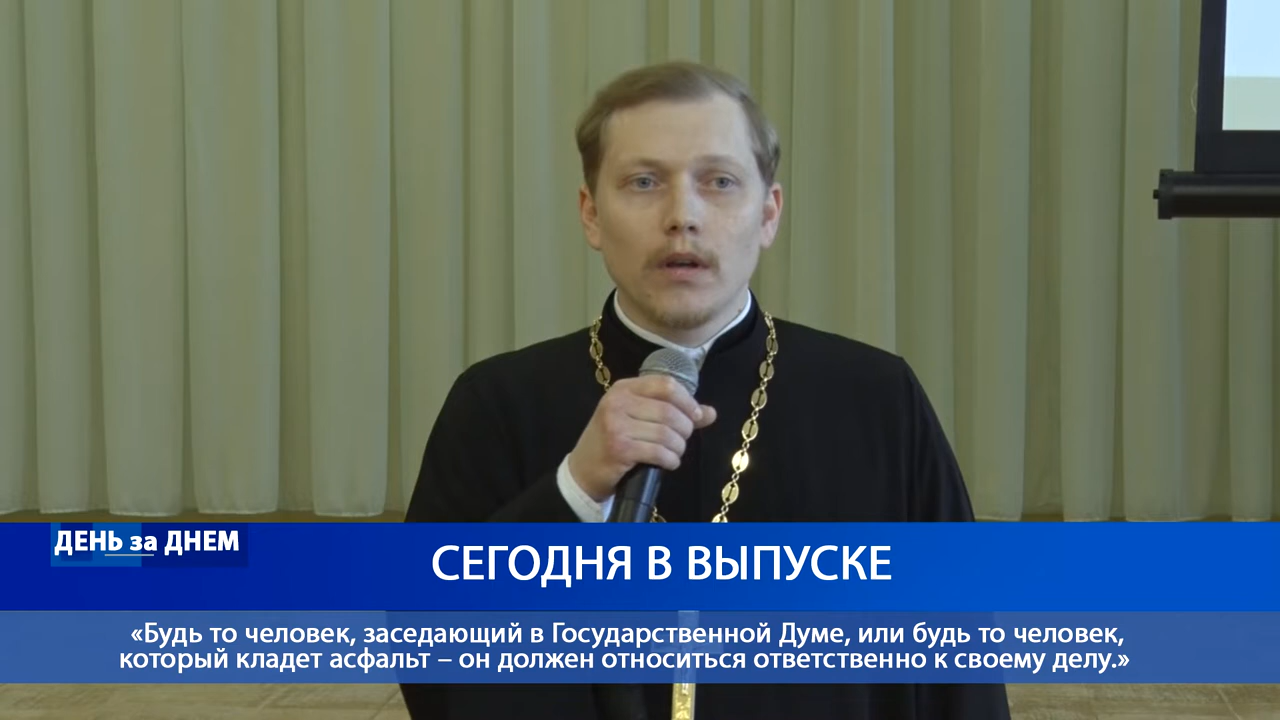 ДЕНЬ за ДНЕМ
СЕГОДНЯ В ВЫПУСКЕ
«Будь то человек, заседающий в Государственной Думе, или будь то человек,
который кладет асфальт – он должен относиться ответственно к своему делу.»